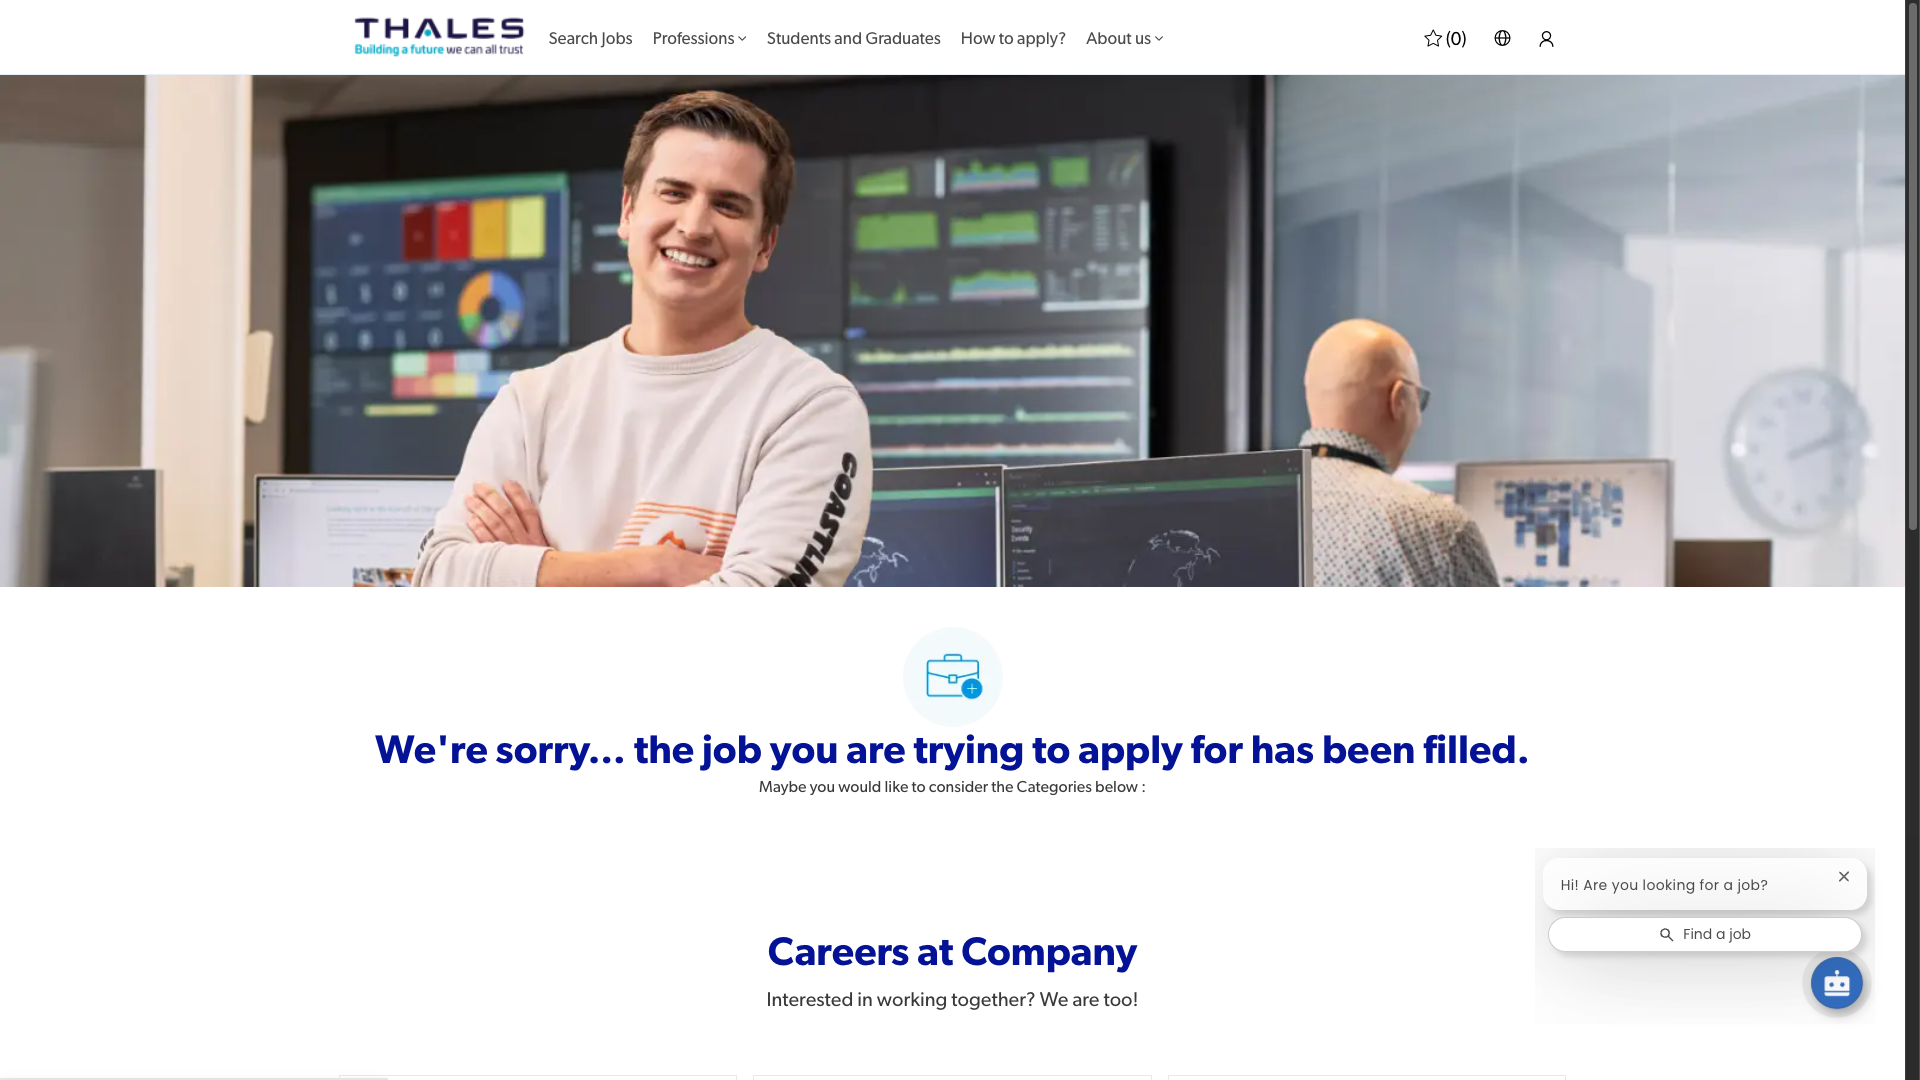 THALES
Building a future we can all trust
Search Jobs
Professions
Students and Graduates
How to apply?
About us
(0)
COASTLIN
Security
Events
We're sorry... the job you are trying to apply for has been filled.
Maybe you would like to consider the Categories below :
Hi! Are you looking for a job?
Find a job
Careers at Company
Interested in working together? We are too!